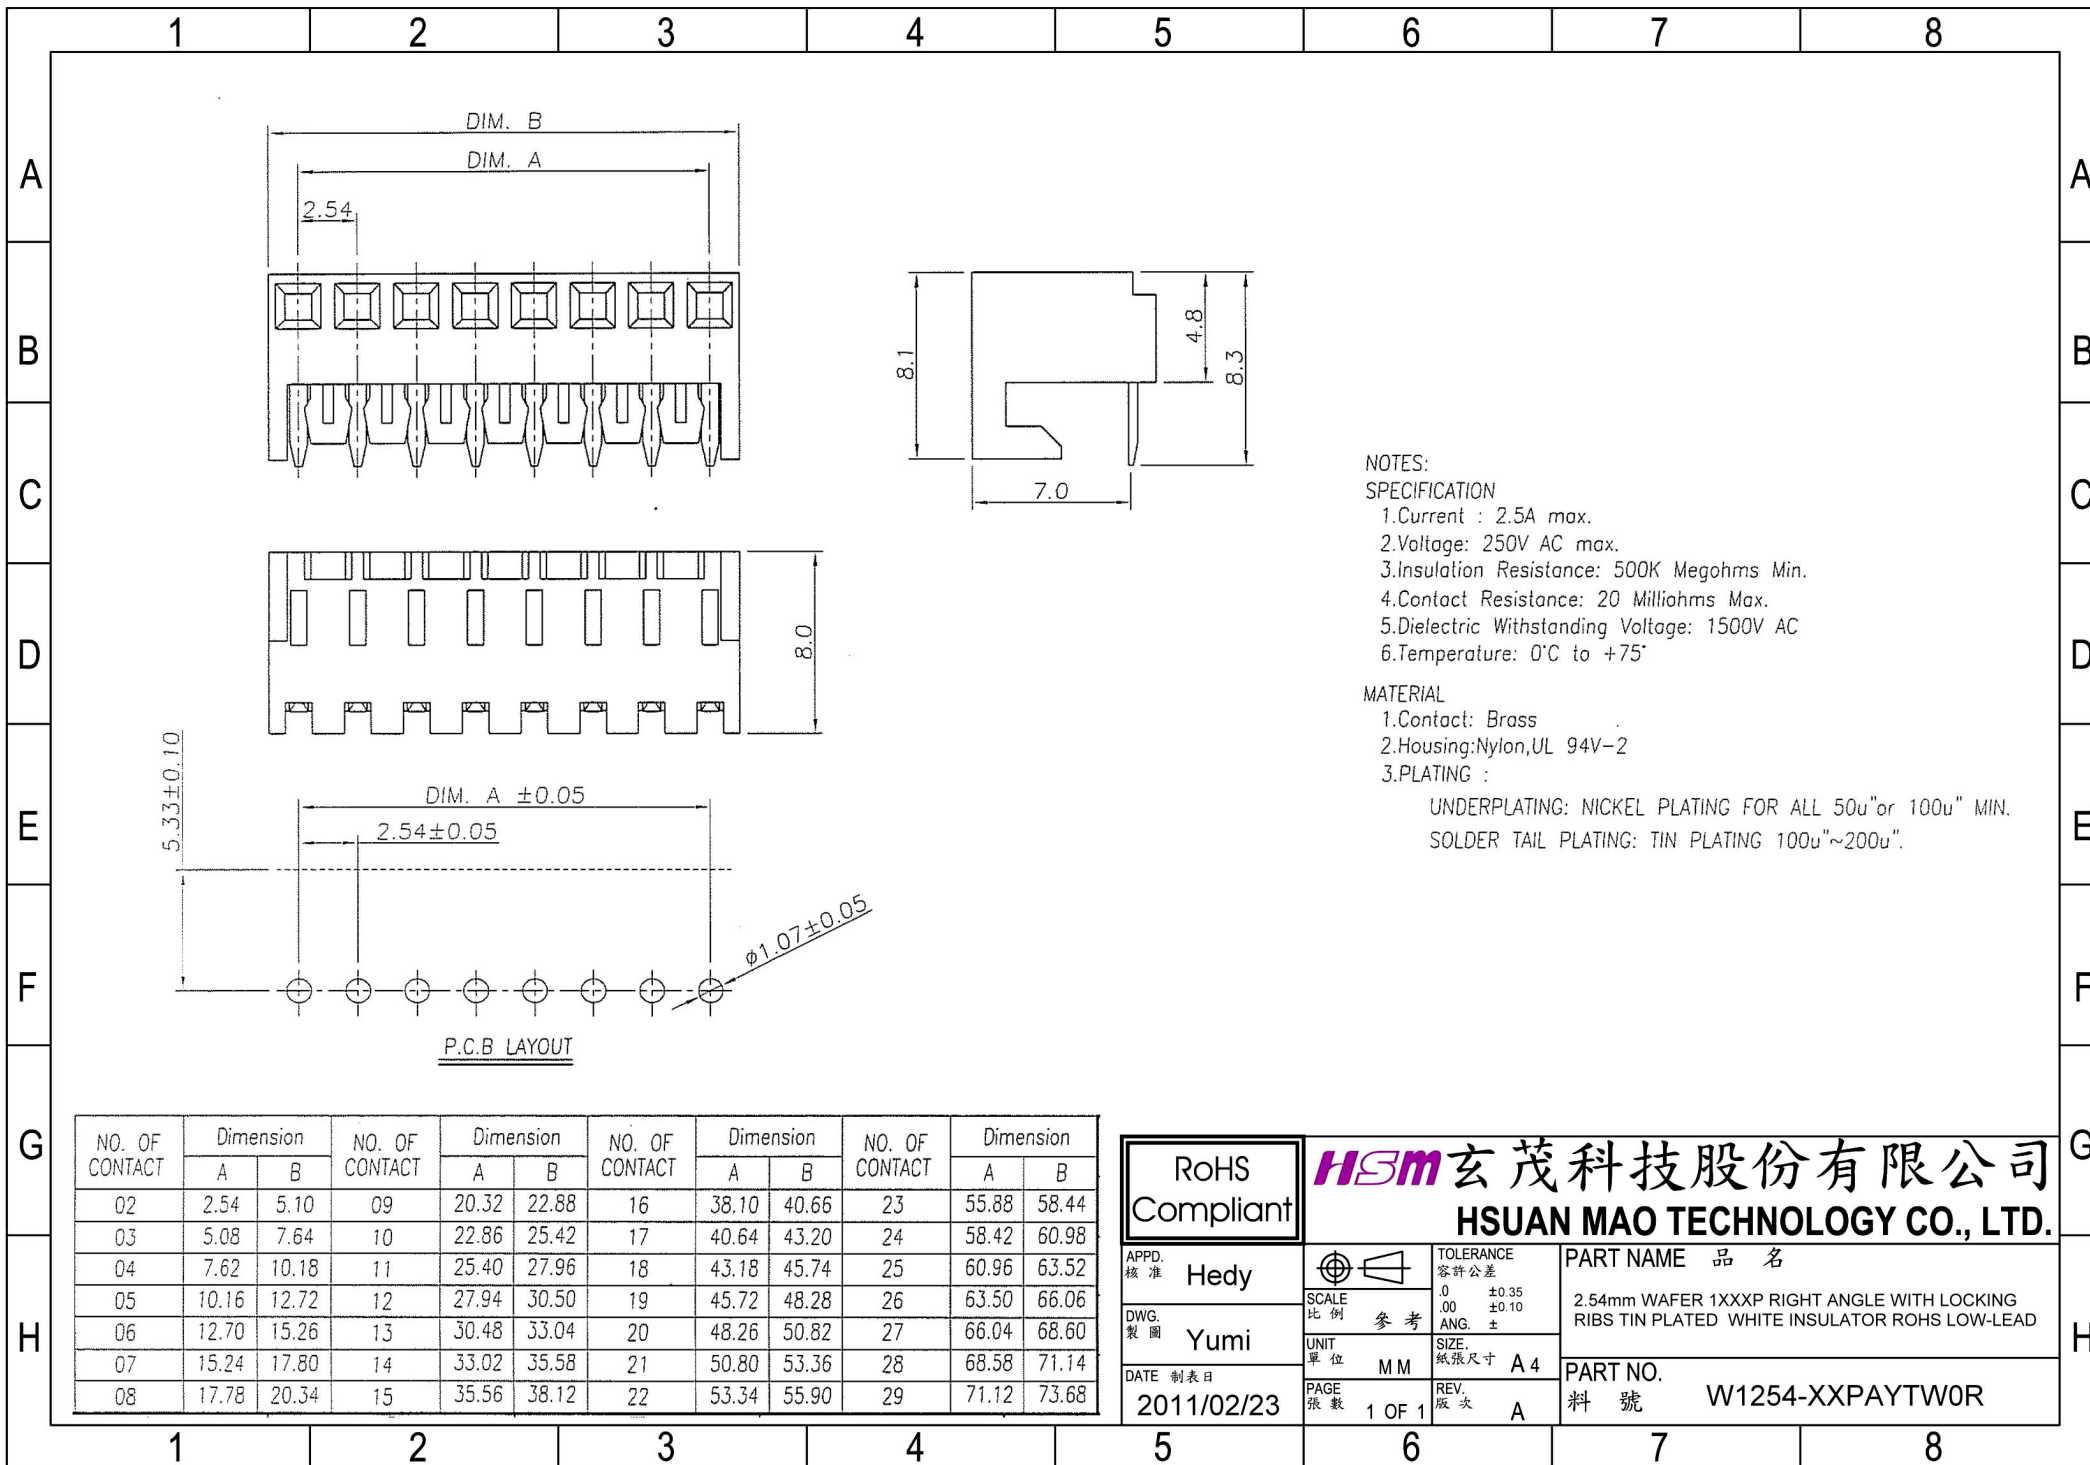 1 2 3 4 5 6 7 8
A A
B B
C C
D D
E E
F F
G G
H H
DIM. B
DIM. A
2.54
8.1
4.8
8.3
7.0
8.0
5.33±0.10
DIM. A ±0.05
2.54±0.05
ø1.07±0.05
P.C.B LAYOUT
NOTES:
SPECIFICATION
1.Current : 2.5A max.
2.Voltage: 250V AC max.
3.Insulation Resistance: 500K Megohms Min.
4.Contact Resistance: 20 Milliohms Max.
5.Dielectric Withstanding Voltage: 1500V AC
6.Temperature: 0°C to +75°
MATERIAL
1.Contact: Brass
2.Housing:Nylon,UL 94V-2
3.PLATING :
UNDERPLATING: NICKEL PLATING FOR ALL 50u"or 100u" MIN.
SOLDER TAIL PLATING: TIN PLATING 100u"~200u".
NO. OF CONTACT Dimension NO. OF CONTACT Dimension NO. OF CONTACT Dimension NO. OF CONTACT Dimension
A B A B A B A B
02 2.54 5.10 09 20.32 22.88 16 38.10 40.66 23 55.88 58.44
03 5.08 7.64 10 22.86 25.42 17 40.64 43.20 24 58.42 60.98
04 7.62 10.18 11 25.40 27.96 18 43.18 45.74 25 60.96 63.52
05 10.16 12.72 12 27.94 30.50 19 45.72 48.28 26 63.50 66.06
06 12.70 15.26 13 30.48 33.04 20 48.26 50.82 27 66.04 68.60
07 15.24 17.80 14 33.02 35.58 21 50.80 53.36 28 68.58 71.14
08 17.78 20.34 15 35.56 38.12 22 53.34 55.90 29 71.12 73.68
RoHS
Compliant
HSM 玄茂科技股份有限公司
HSUAN MAO TECHNOLOGY CO., LTD.
APPD.
核准 Hedy
DWG.
製圖 Yumi
DATE 制表日
2011/02/23
SCALE
比例 參考
UNIT
單位 MM
PAGE
張數 1 OF 1
TOLERANCE
容許公差
.0 ±0.35
.00 ±0.10
ANG. ±
SIZE.
紙張尺寸 A4
REV.
版次 A
PART NAME 品名
2.54mm WAFER 1XXXP RIGHT ANGLE WITH LOCKING
RIBS TIN PLATED WHITE INSULATOR ROHS LOW-LEAD
PART NO.
料號 W1254-XXPAYTW0R
1 2 3 4 5 6 7 8